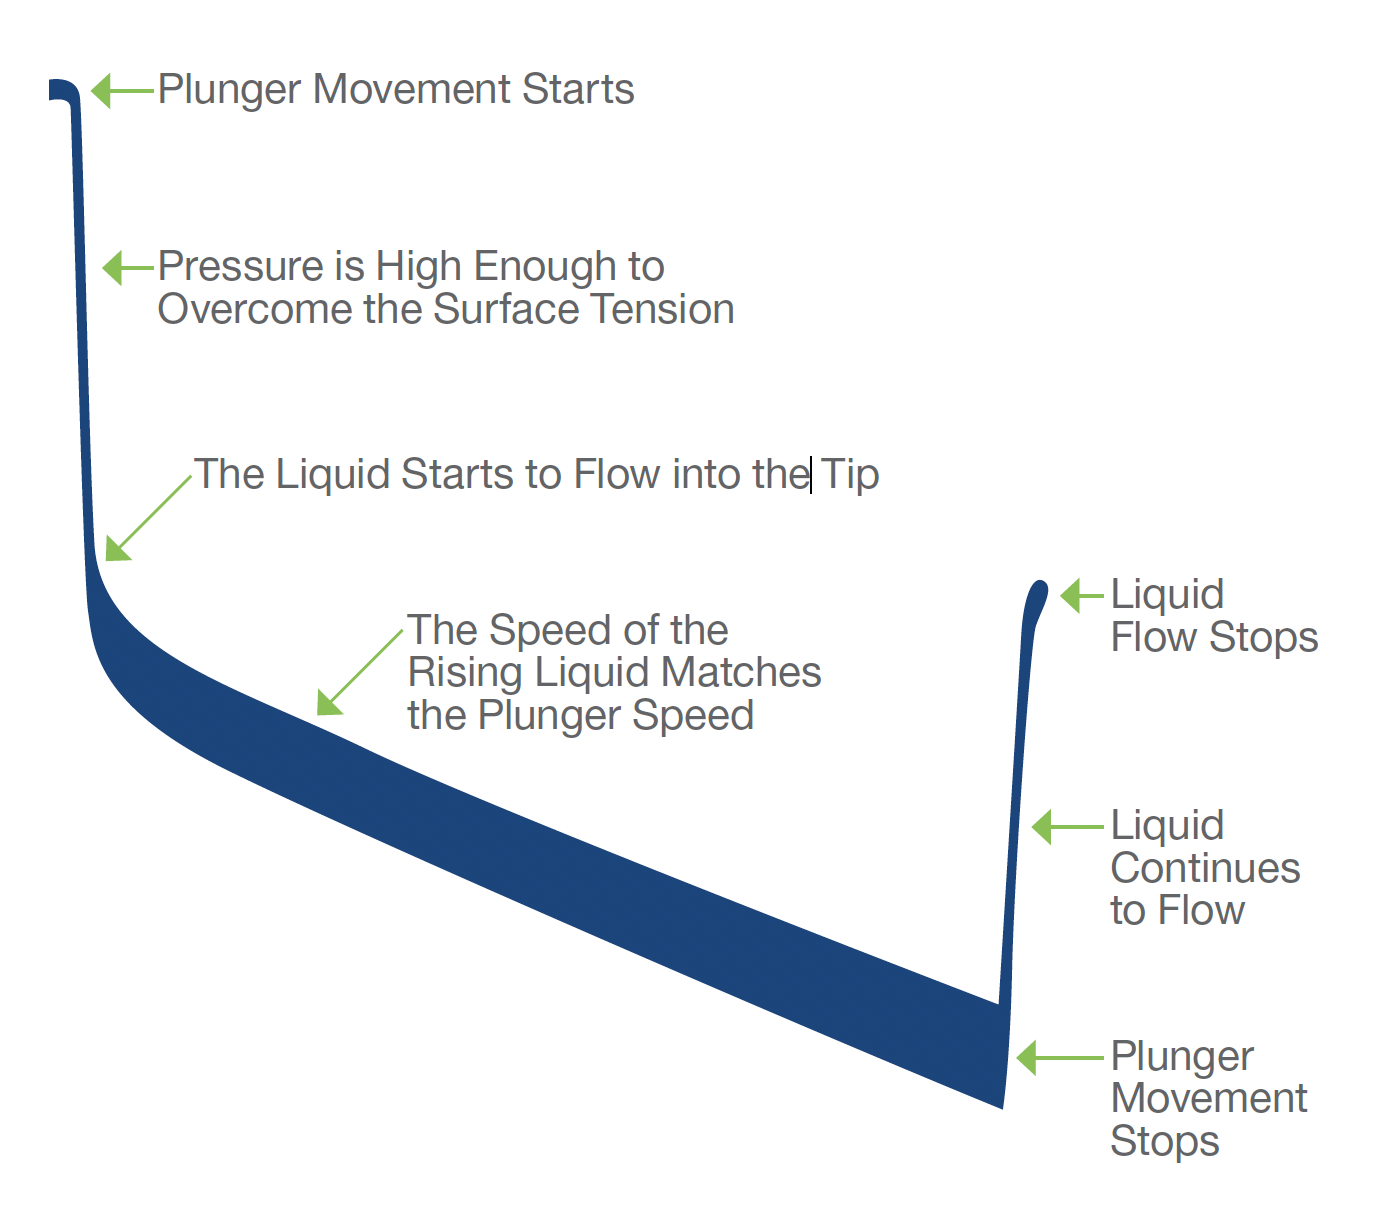 Plunger Movement Starts
Pressure is High Enough to
Overcome the Surface Tension
The Liquid Starts to Flow into the Tip
The Speed of the
Rising Liquid Matches
the Plunger Speed
Liquid
Flow Stops
Liquid
Continues
to Flow
Plunger
Movement
Stops